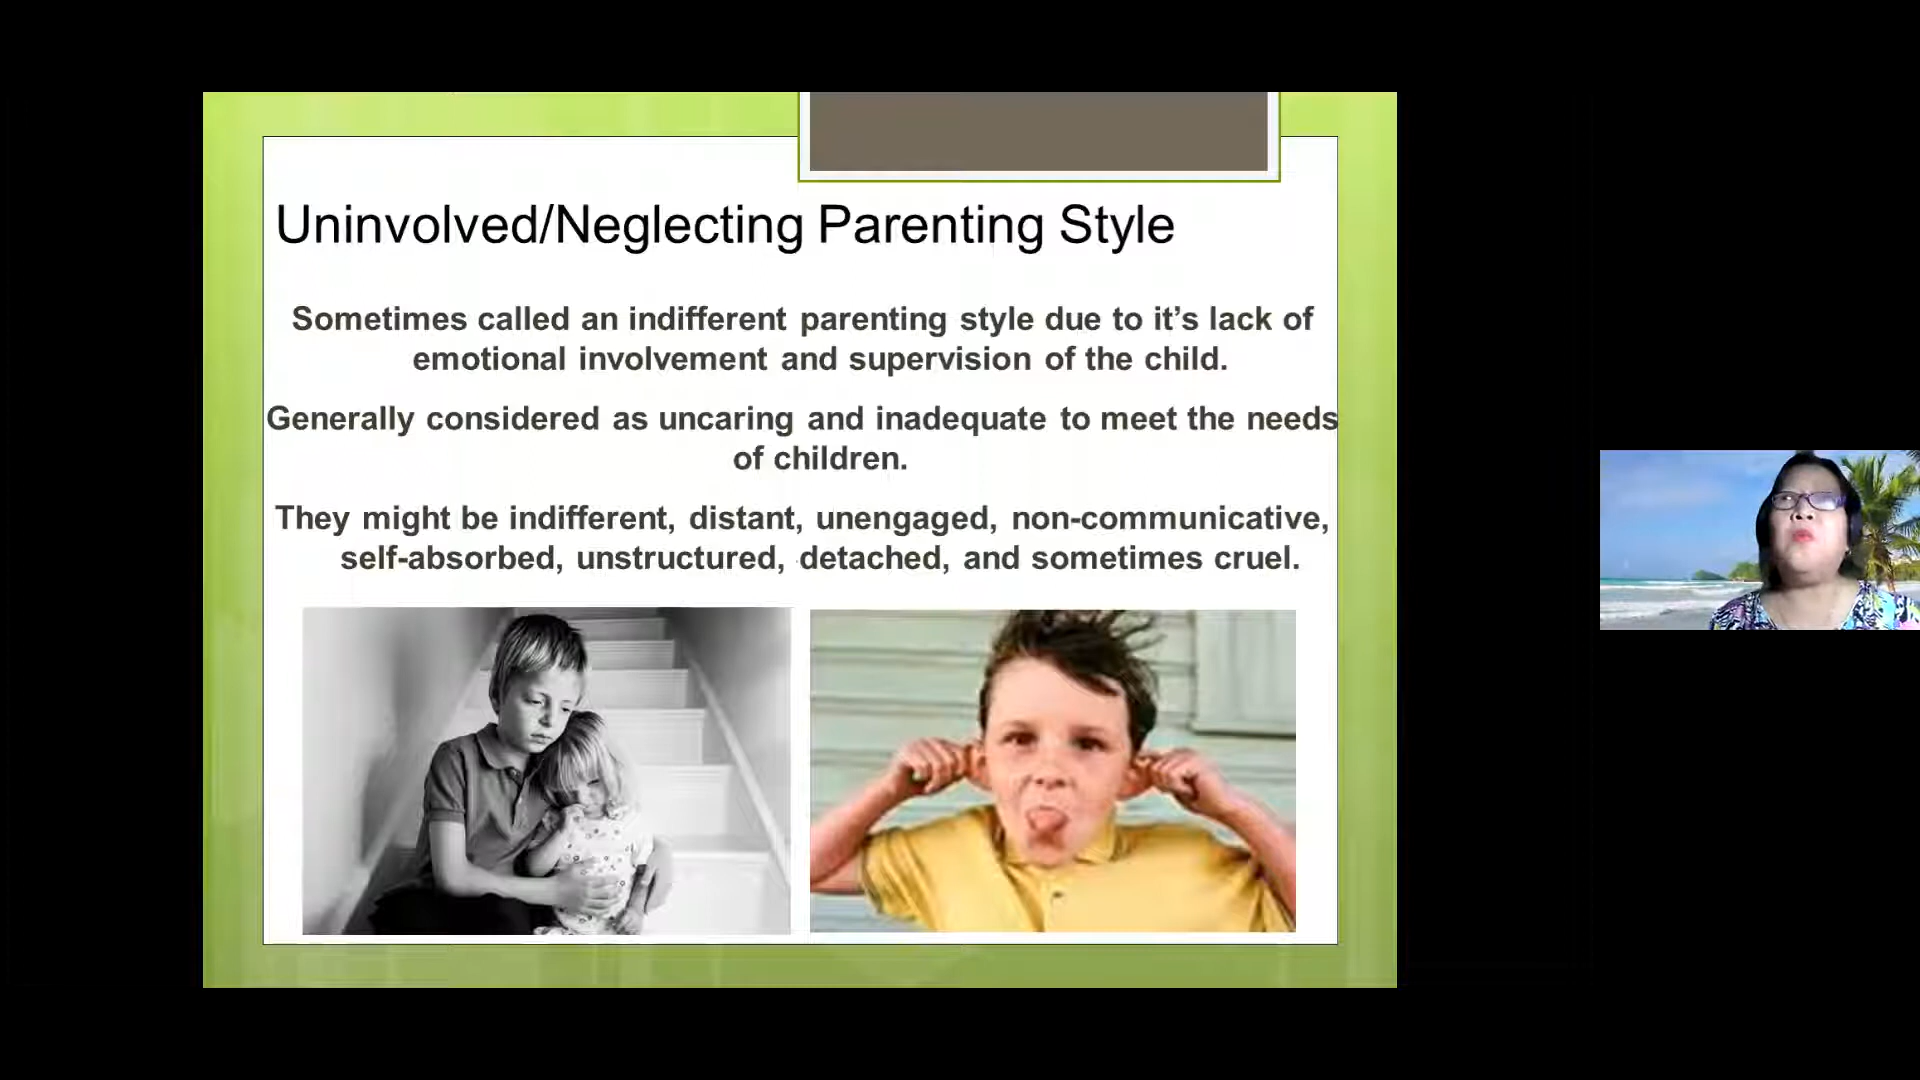 Uninvolved/Neglecting Parenting Style
Sometimes called an indifferent parenting style due to it’s lack of
emotional involvement and supervision of the child.
Generally considered as uncaring and inadequate to meet the needs
of children.
They might be indifferent, distant, unengaged, non-communicative,
self-absorbed, unstructured, detached, and sometimes cruel.